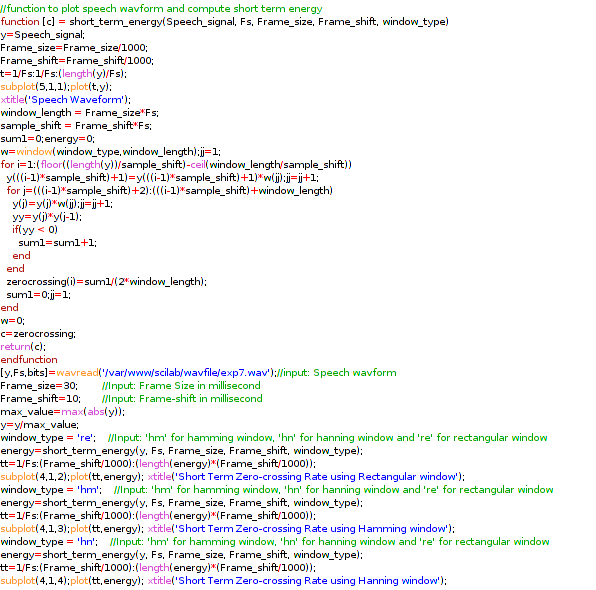 //function to plot speech wavform and compute short term energy
function [c] = short_term_energy(Speech_signal, Fs, Frame_size, Frame_shift, window_type)
y=Speech_signal;
Frame_size=Frame_size/1000;
Frame_shift=Frame_shift/1000;
t=1/Fs:1/Fs:(length(y)/Fs);
subplot(5,1,1);plot(t,y);
xtitle('Speech Waveform');
window_length = Frame_size*Fs;
sample_shift = Frame_shift*Fs;
sum1=0;energy=0;
w=window(window_type,window_length);jj=1;
for i=1:(floor((length(y))/sample_shift)-ceil(window_length/sample_shift))
  y(((i-1)*sample_shift)+1)=y(((i-1)*sample_shift)+1)*w(jj);jj=jj+1;
  for j=(((i-1)*sample_shift)+2):(((i-1)*sample_shift)+window_length)
    y(j)=y(j)*w(jj);jj=jj+1;
    yy=y(j)*y(j-1);
    if(yy < 0)
      sum1=sum1+1;
    end
  end
  zerocrossing(i)=sum1/(2*window_length);
  sum1=0;jj=1;
end
w=0;
c=zerocrossing;
return(c);
endfunction
[y,Fs,bits]=wavread('/var/www/scilab/wavfile/exp7.wav');//input: Speech wavform
Frame_size=30;       //Input: Frame Size in millisecond
Frame_shift=10;      //Input: Frame-shift in millisecond
max_value=max(abs(y));
y=y/max_value;
window_type = 're';   //Input: 'hm' for hamming window, 'hn' for hanning window and 're' for rectangular window
energy=short_term_energy(y, Fs, Frame_size, Frame_shift, window_type);
tt=1/Fs:(Frame_shift/1000):(length(energy)*(Frame_shift/1000));
subplot(4,1,2);plot(tt,energy); xtitle('Short Term Zero-crossing Rate using Rectangular window');
window_type = 'hm';   //Input: 'hm' for hamming window, 'hn' for hanning window and 're' for rectangular window
energy=short_term_energy(y, Fs, Frame_size, Frame_shift, window_type);
tt=1/Fs:(Frame_shift/1000):(length(energy)*(Frame_shift/1000));
subplot(4,1,3);plot(tt,energy); xtitle('Short Term Zero-crossing Rate using Hamming window');
window_type = 'hn';   //Input: 'hm' for hamming window, 'hn' for hanning window and 're' for rectangular window
energy=short_term_energy(y, Fs, Frame_size, Frame_shift, window_type);
tt=1/Fs:(Frame_shift/1000):(length(energy)*(Frame_shift/1000));
subplot(4,1,4);plot(tt,energy); xtitle('Short Term Zero-crossing Rate using Hanning window');